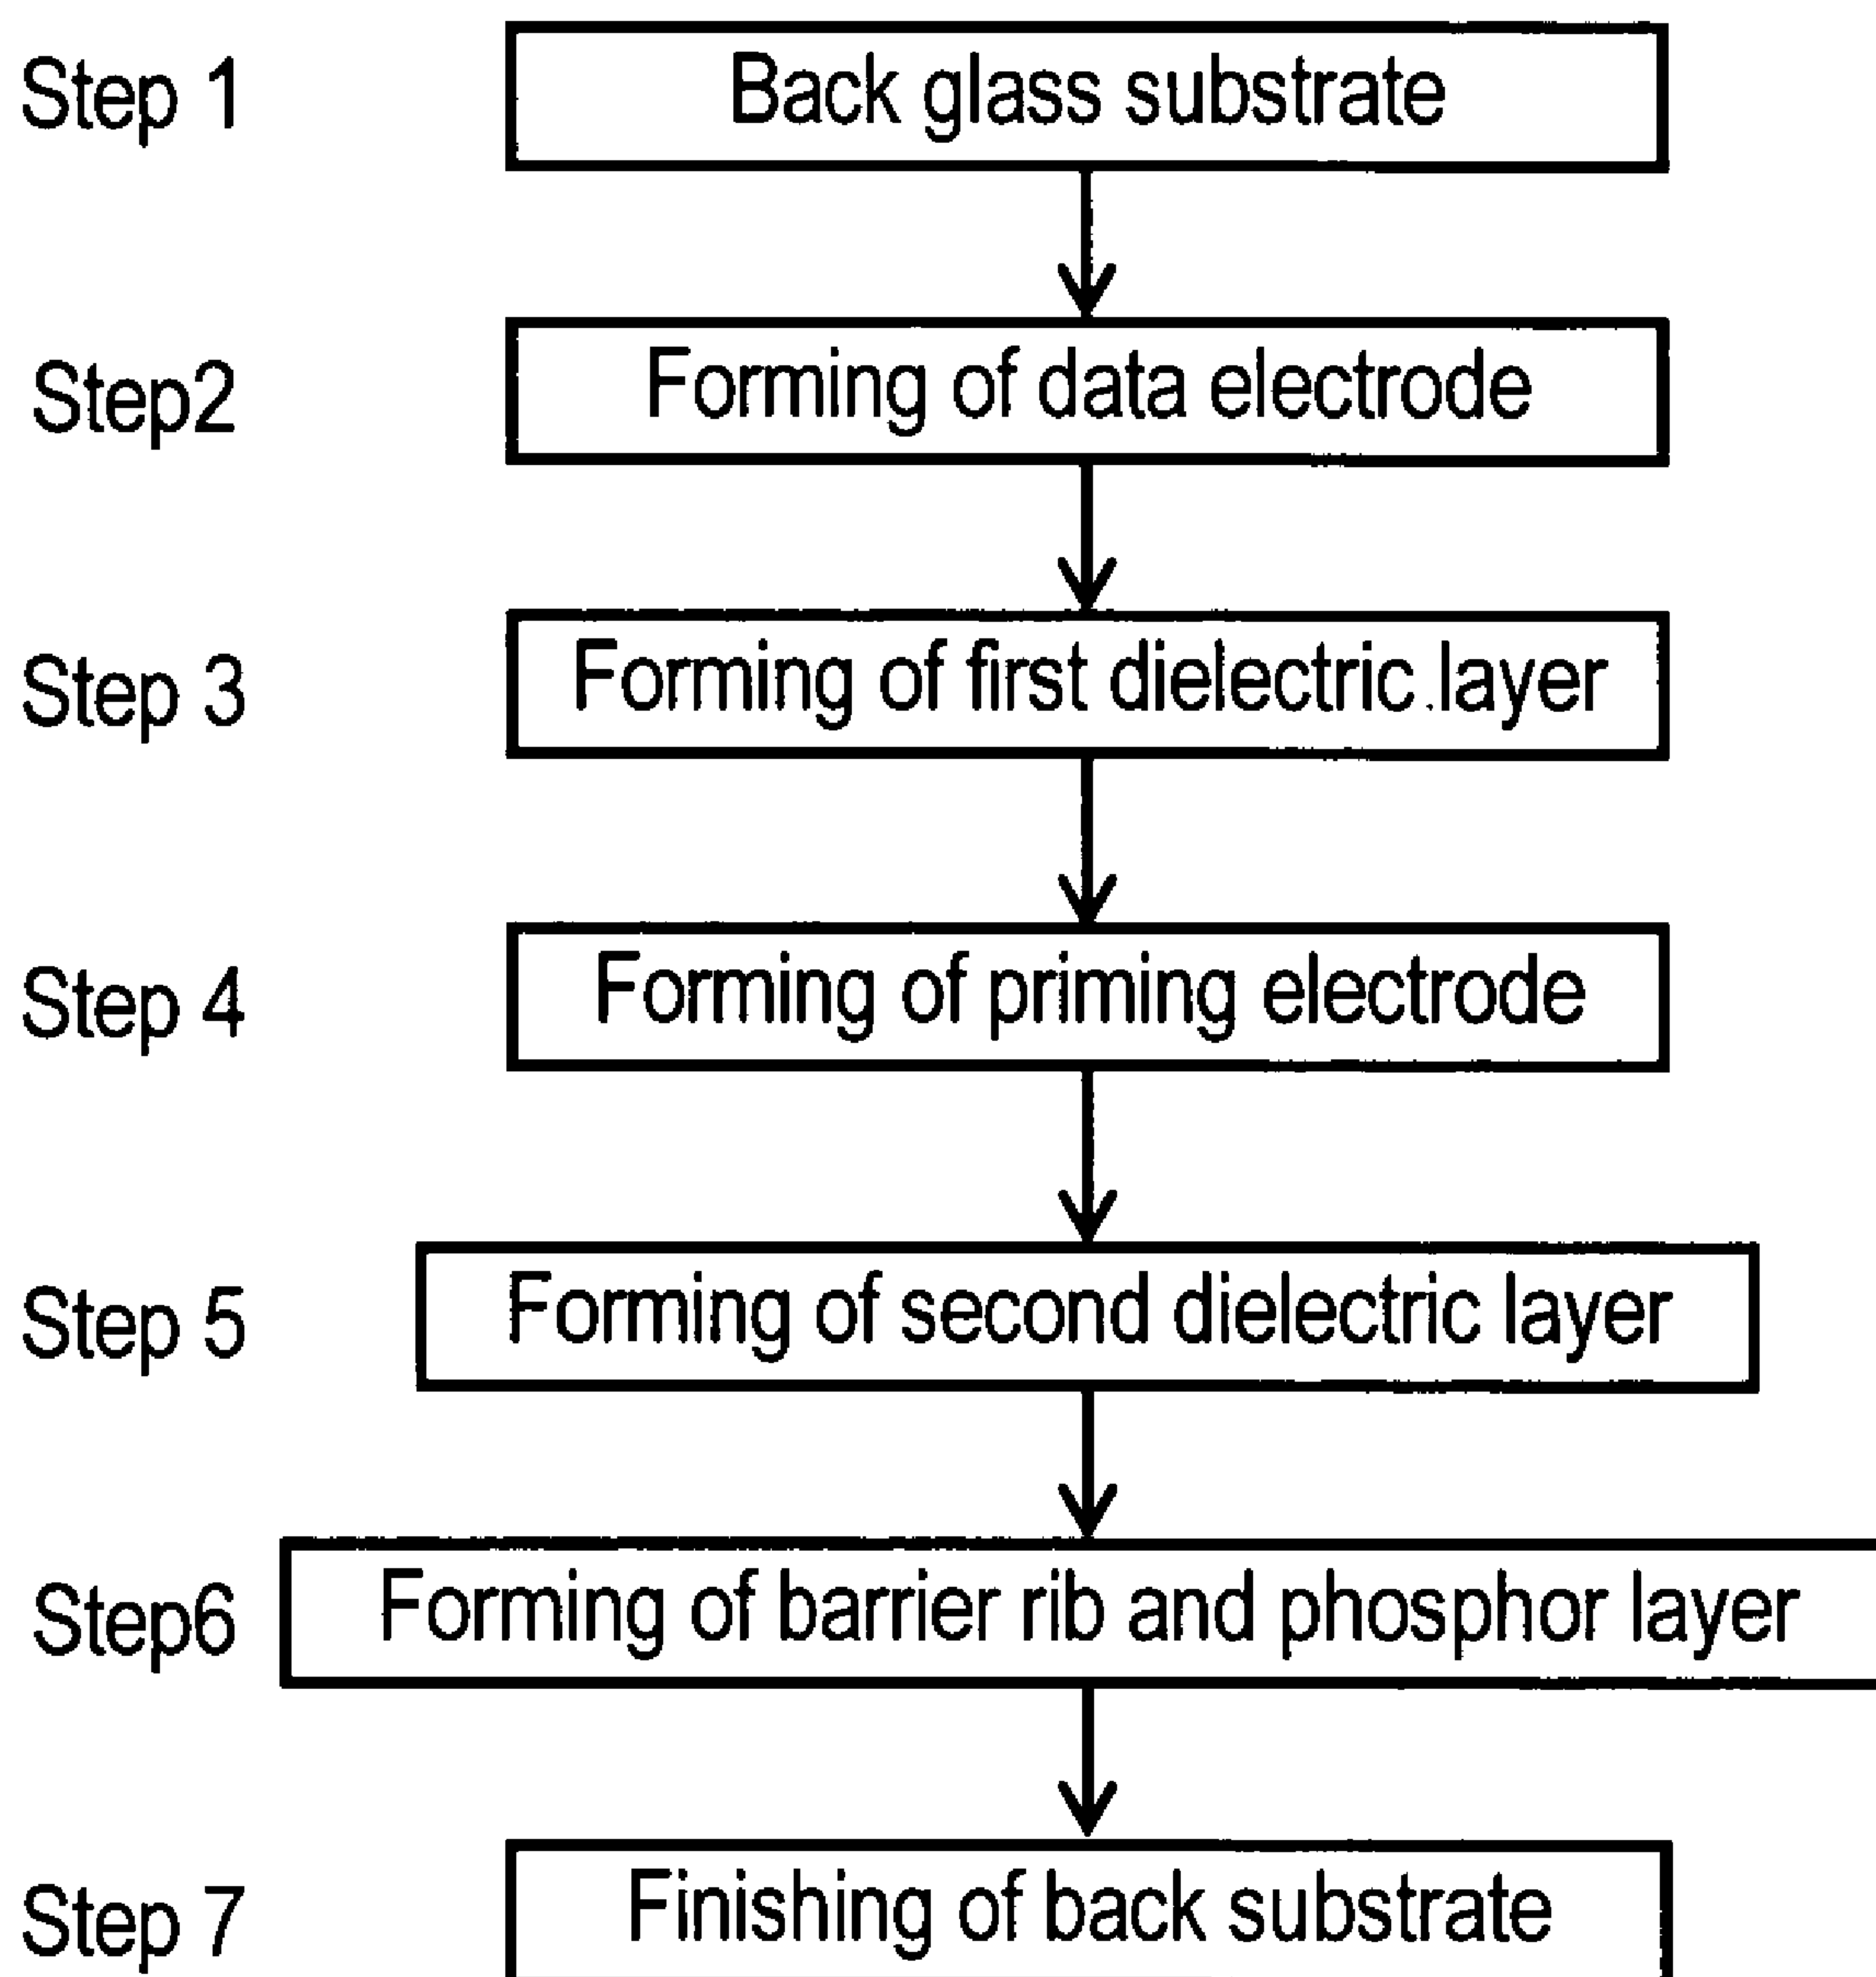 Step 1 Back glass substrate
Step2 Forming of data electrode
Step 3 Forming of first dielectric layer
Step 4 Forming of priming electrode
Step 5 Forming of second dielectric layer
Step6 Forming of barrier rib and phosphor layer
Step 7 Finishing of back substrate